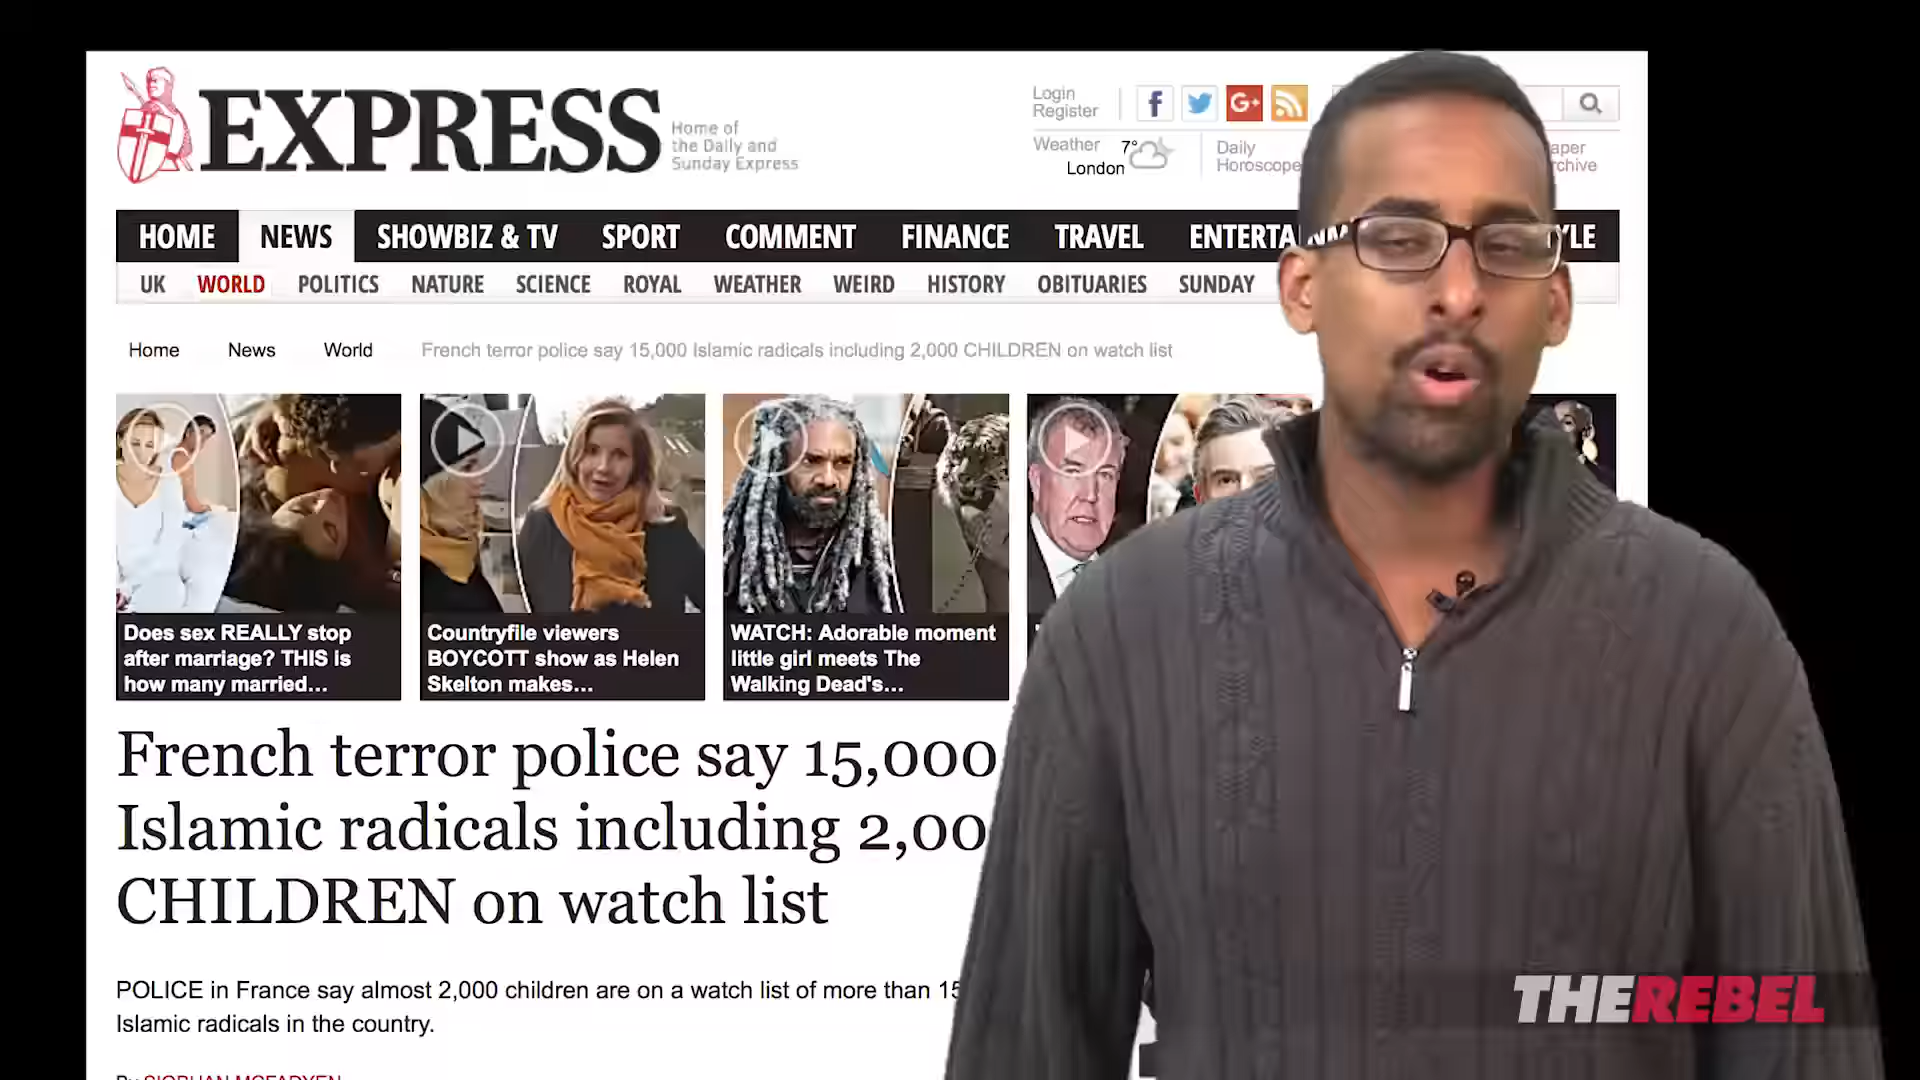 EXPRESS
Home of
the Daily and
Sunday Express
Login
Register
Weather 7°
London
Daily
Horoscope
HOME NEWS SHOWBIZ & TV SPORT COMMENT FINANCE TRAVEL
UK WORLD POLITICS NATURE SCIENCE ROYAL WEATHER WEIRD HISTORY OBITUARIES SUNDAY
Home News World French terror police say 15,000 Islamic radicals including 2,000 CHILDREN on watch list
Does sex REALLY stop
after marriage? THIS is
how many married...
Countryfile viewers
BOYCOTT show as Helen
Skelton makes...
WATCH: Adorable moment
little girl meets The
Walking Dead's...
French terror police say 15,000
Islamic radicals including 2,00
CHILDREN on watch list
POLICE in France say almost 2,000 children are on a watch list of more than 15
Islamic radicals in the country.
By SIOBHAN MCFADYEN
THEREBEL